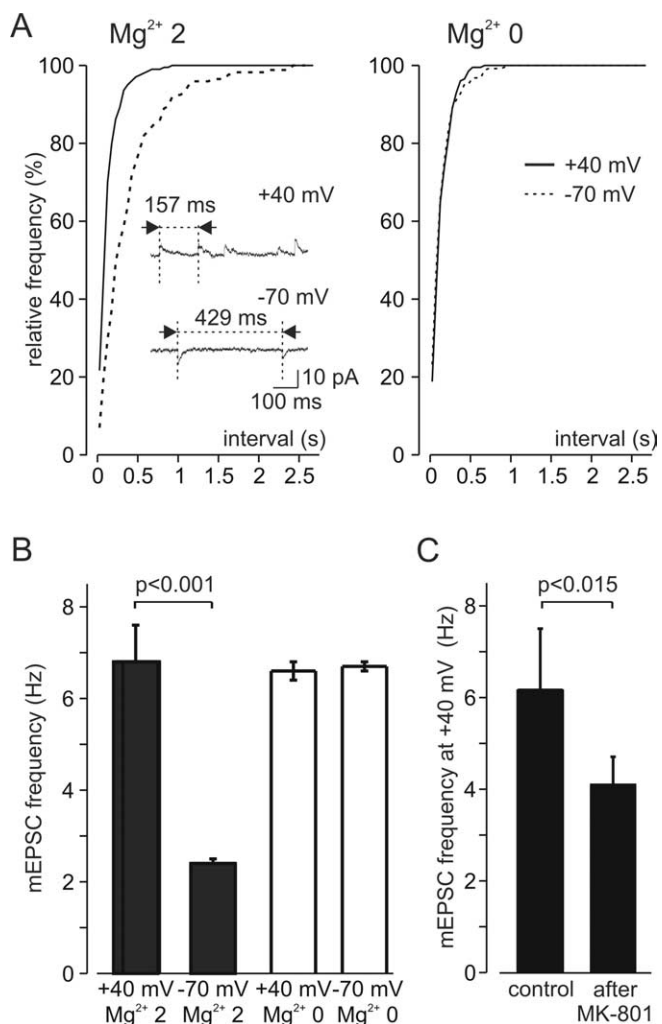 A
Mg²⁺ 2
Mg²⁺ 0
relative frequency (%)
100
80
60
40
20
0
157 ms
+40 mV
-70 mV
429 ms
10 pA
100 ms
interval (s)
0 0.5 1 1.5 2 2.5
100
80
60
40
20
0
+40 mV
-70 mV
interval (s)
0 0.5 1 1.5 2 2.5
B
p<0.001
mEPSC frequency (Hz)
8
6
4
2
0
+40 mV -70 mV +40 mV -70 mV
Mg²⁺ 2 Mg²⁺ 2 Mg²⁺ 0 Mg²⁺ 0
C
p<0.015
mEPSC frequency at +40 mV (Hz)
8
6
4
2
0
control after
MK-801